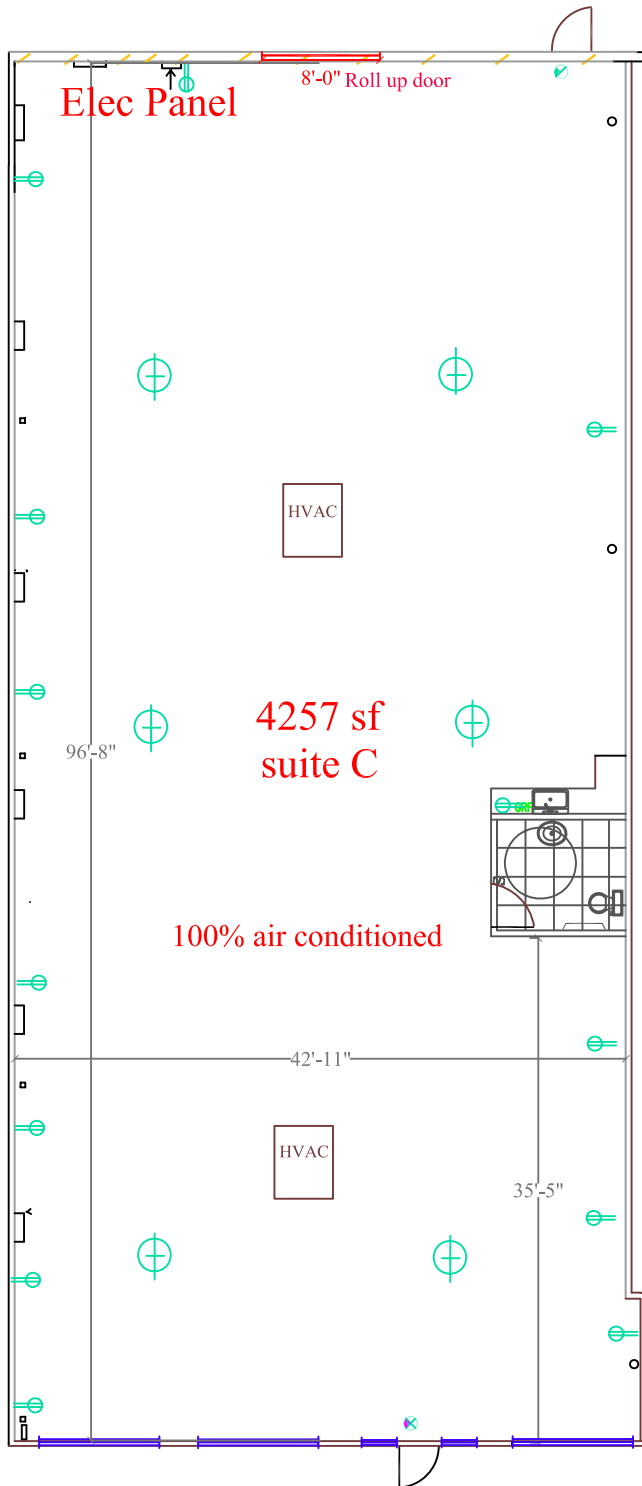 8'-0" Roll up door
Elec Panel
HVAC
4257 sf
suite C
96'-8"
GRF
100% air conditioned
42'-11"
HVAC
35'-5"